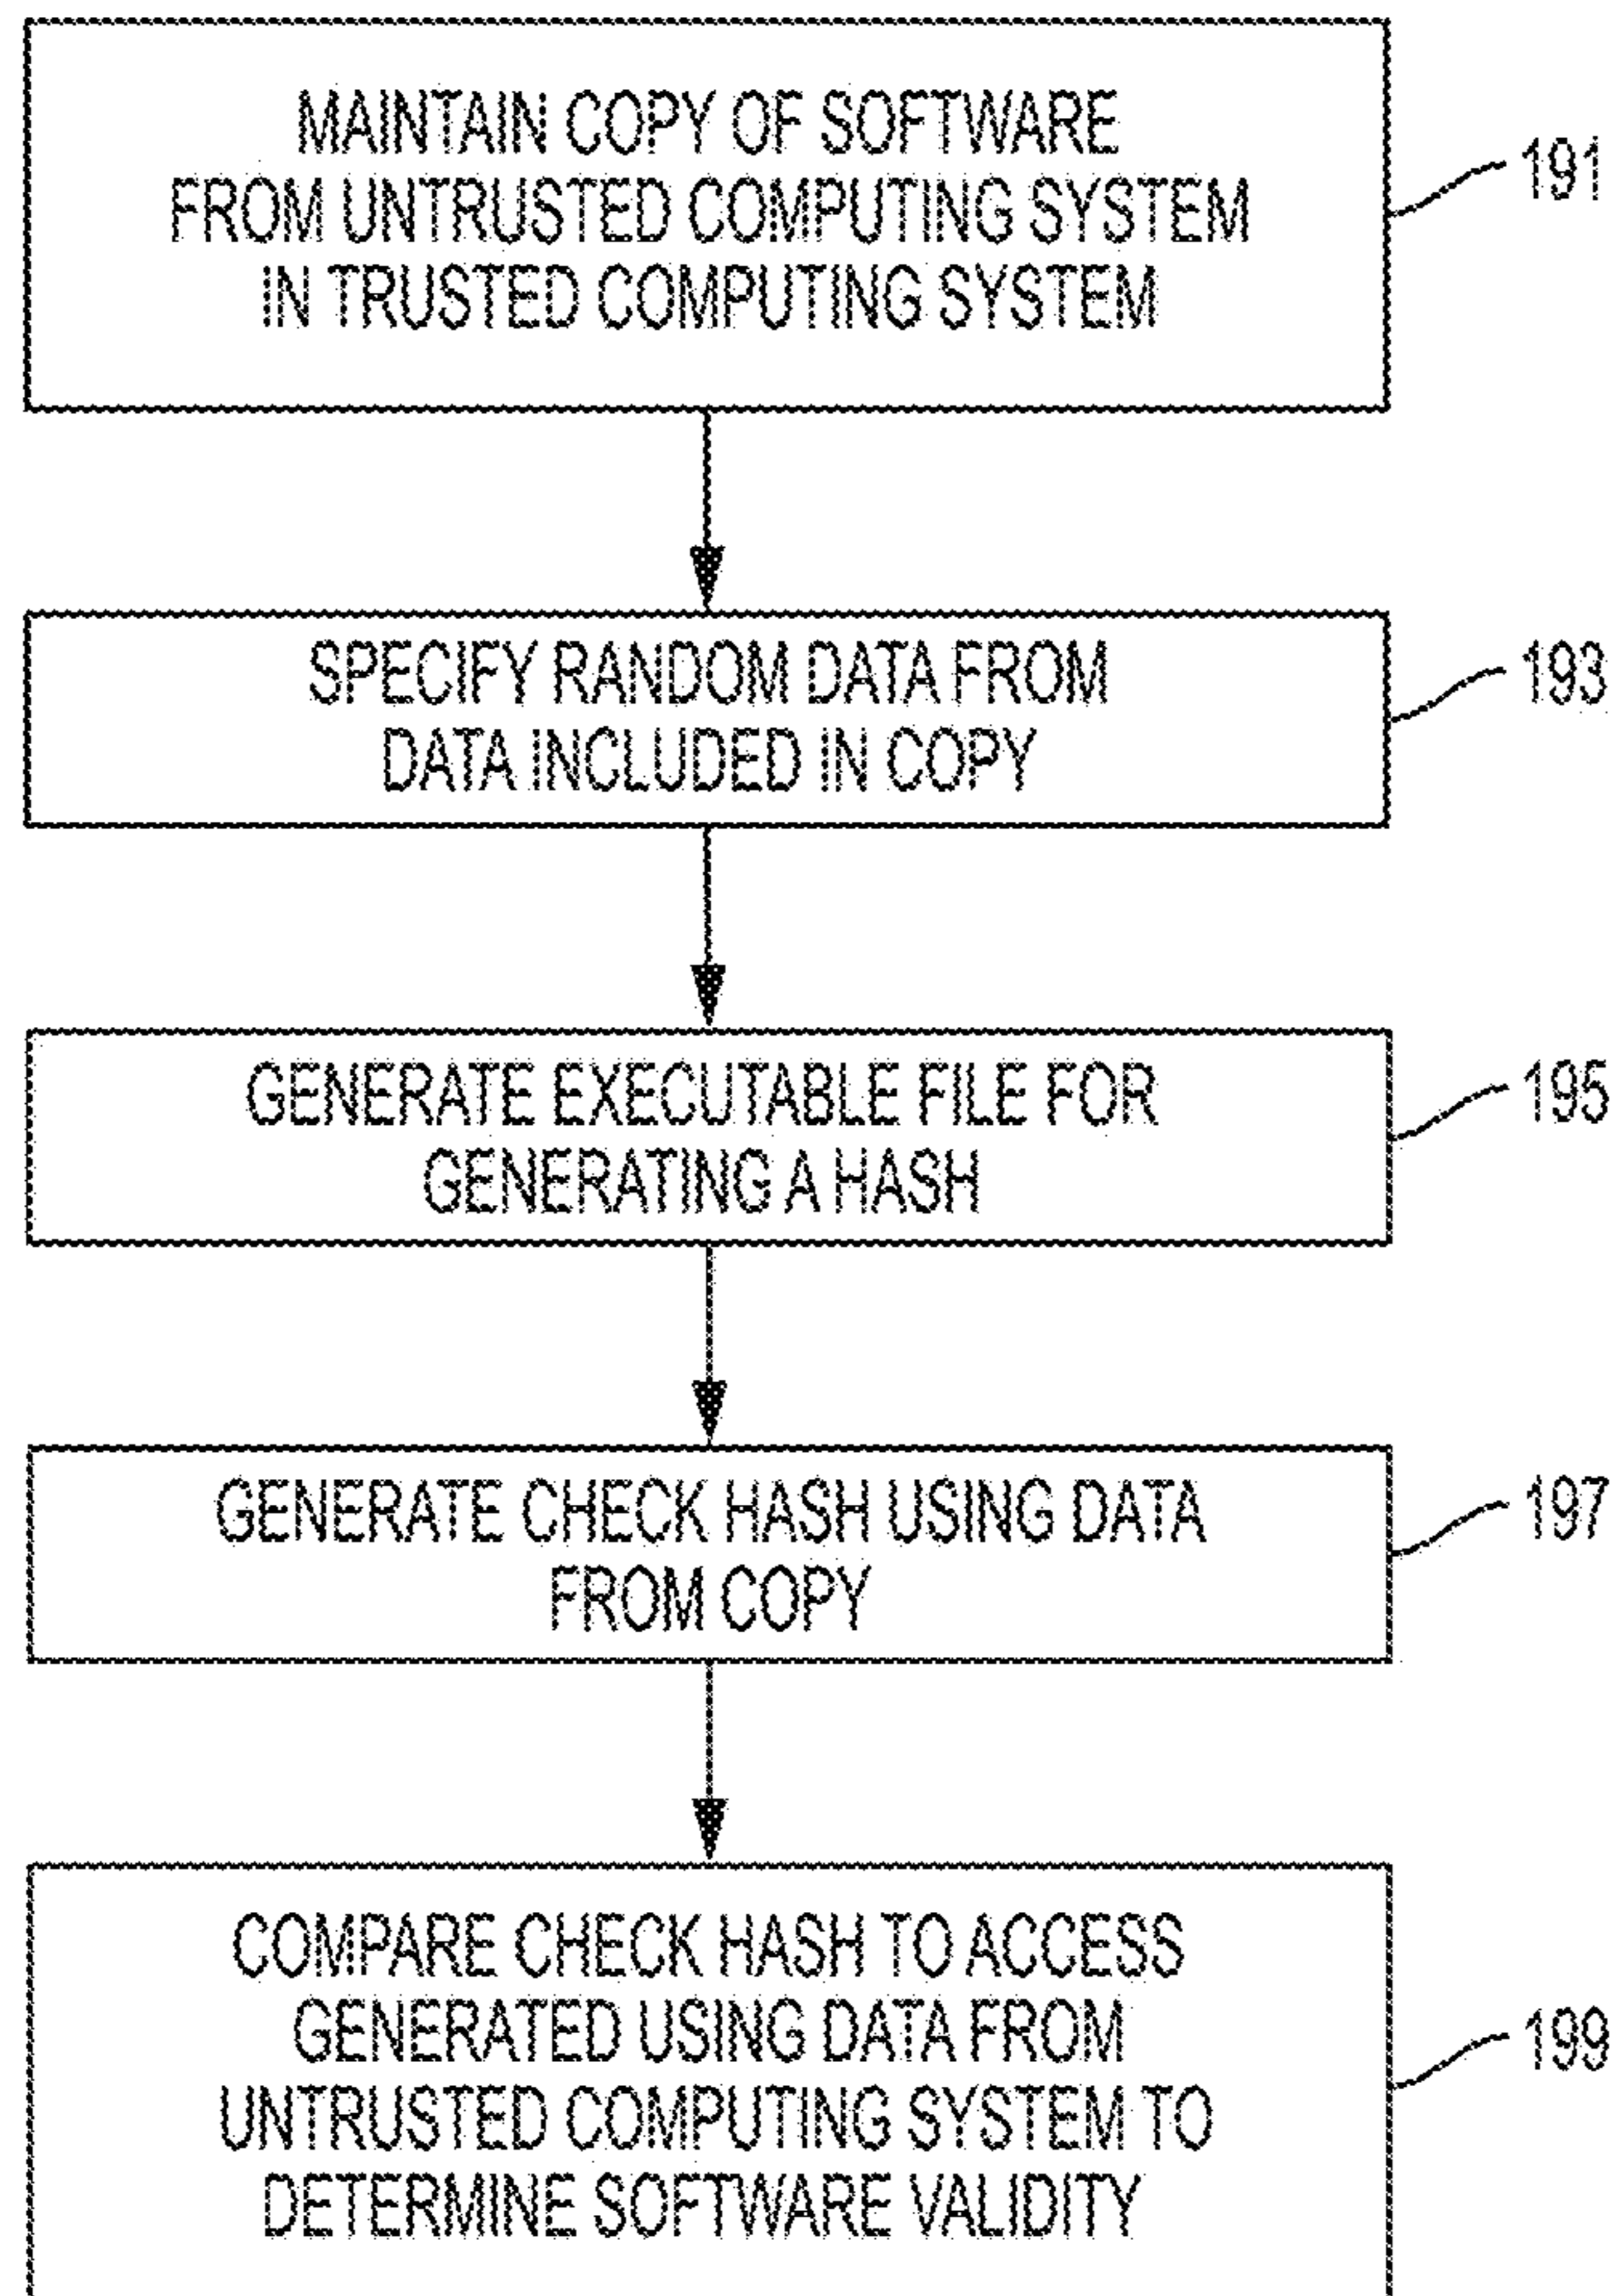 MAINTAIN COPY OF SOFTWARE
FROM UNTRUSTED COMPUTING SYSTEM
IN TRUSTED COMPUTING SYSTEM
191
SPECIFY RANDOM DATA FROM
DATA INCLUDED IN COPY
193
GENERATE EXECUTABLE FILE FOR
GENERATING A HASH
195
GENERATE CHECK HASH USING DATA
FROM COPY
197
COMPARE CHECK HASH TO ACCESS
GENERATED USING DATA FROM
UNTRUSTED COMPUTING SYSTEM TO
DETERMINE SOFTWARE VALIDITY
199